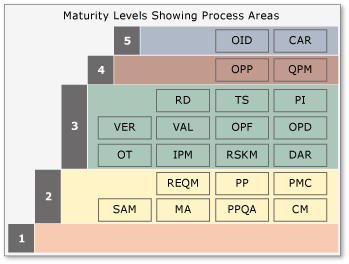 Maturity Levels Showing Process Areas
5 OID CAR
4 OPP QPM
RD TS PI
3 VER VAL OPF OPD
OT IPM RSKM DAR
2 REQM PP PMC
SAM MA PPQA CM
1